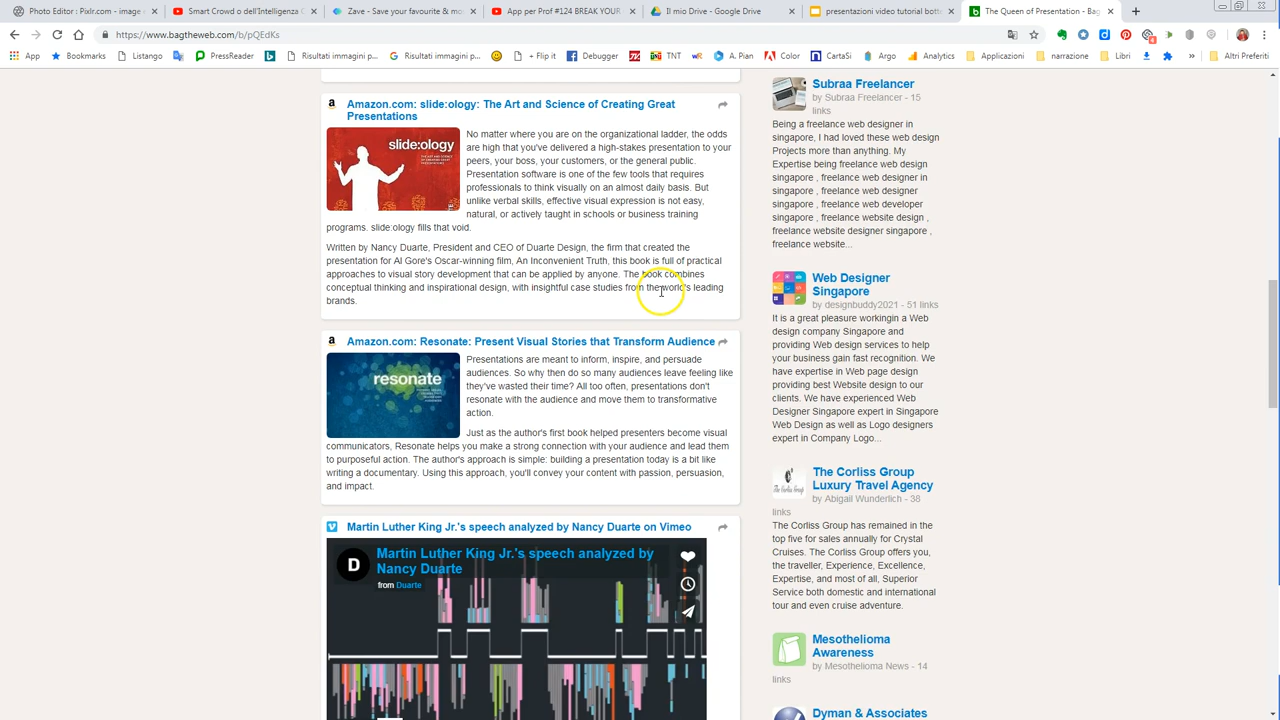 Photo Editor : Pixlr.com - image
Smart Crowd o dell'Intelligenza C
Zave - Save your favourite & mo
App per Prof #124 BREAK YOUR
Il mio Drive - Google Drive
presentazioni video tutorial bott
The Queen of Presentation - Bag
https://www.bagtheweb.com/b/pQEdKs
App
Bookmarks
Listango
PressReader
Risultati immagini p...
Risultati immagini p...
+ Flip it
Debugger
TNT
A. Pian
Color
CartaSi
Argo
Analytics
Applicazioni
narrazione
Libri
»
Altri Preferiti
Amazon.com: slide:ology: The Art and Science of Creating Great
Presentations
slide:ology
No matter where you are on the organizational ladder, the odds
are high that you've delivered a high-stakes presentation to your
peers, your boss, your customers, or the general public.
Presentation software is one of the few tools that requires
professionals to think visually on an almost daily basis. But
unlike verbal skills, effective visual expression is not easy,
natural, or actively taught in schools or business training
programs. slide:ology fills that void.
Written by Nancy Duarte, President and CEO of Duarte Design, the firm that created the
presentation for Al Gore's Oscar-winning film, An Inconvenient Truth, this book is full of practical
approaches to visual story development that can be applied by anyone. The book combines
conceptual thinking and inspirational design, with insightful case studies from the world's leading
brands.
Amazon.com: Resonate: Present Visual Stories that Transform Audience
resonate
Presentations are meant to inform, inspire, and persuade
audiences. So why then do so many audiences leave feeling like
they've wasted their time? All too often, presentations don't
resonate with the audience and move them to transformative
action.
Just as the author's first book helped presenters become visual
communicators, Resonate helps you make a strong connection with your audience and lead them
to purposeful action. The author's approach is simple: building a presentation today is a bit like
writing a documentary. Using this approach, you'll convey your content with passion, persuasion,
and impact.
Martin Luther King Jr.'s speech analyzed by Nancy Duarte on Vimeo
D
Martin Luther King Jr.'s speech analyzed by
Nancy Duarte
from Duarte
Subraa Freelancer
by Subraa Freelancer - 15
links
Being a freelance web designer in
singapore, I had loved these web design
Projects more than anything. My
Expertise being freelance web design
singapore , freelance web designer in
singapore , freelance web designer
singapore , freelance web developer
singapore , freelance website design ,
freelance website designer singapore ,
freelance website...
Web Designer
Singapore
by designbuddy2021 - 51 links
It is a great pleasure workingin a Web
design company Singapore and
providing Web design services to help
your business gain fast recognition. We
have expertise in Web page design
providing best Website design to our
clients. We have experienced Web
Designer Singapore expert in Singapore
Web Design as well as Logo designers
expert in Company Logo...
The Corliss Group
Luxury Travel Agency
by Abigail Wunderlich - 38
links
The Corliss Group has remained in the
top five for sales annually for Crystal
Cruises. The Corliss Group offers you,
the traveller, Experience, Excellence,
Expertise, and most of all, Superior
Service both domestic and international
tour and even cruise adventure.
Mesothelioma
Awareness
by Mesothelioma News - 14
links
Dyman & Associates